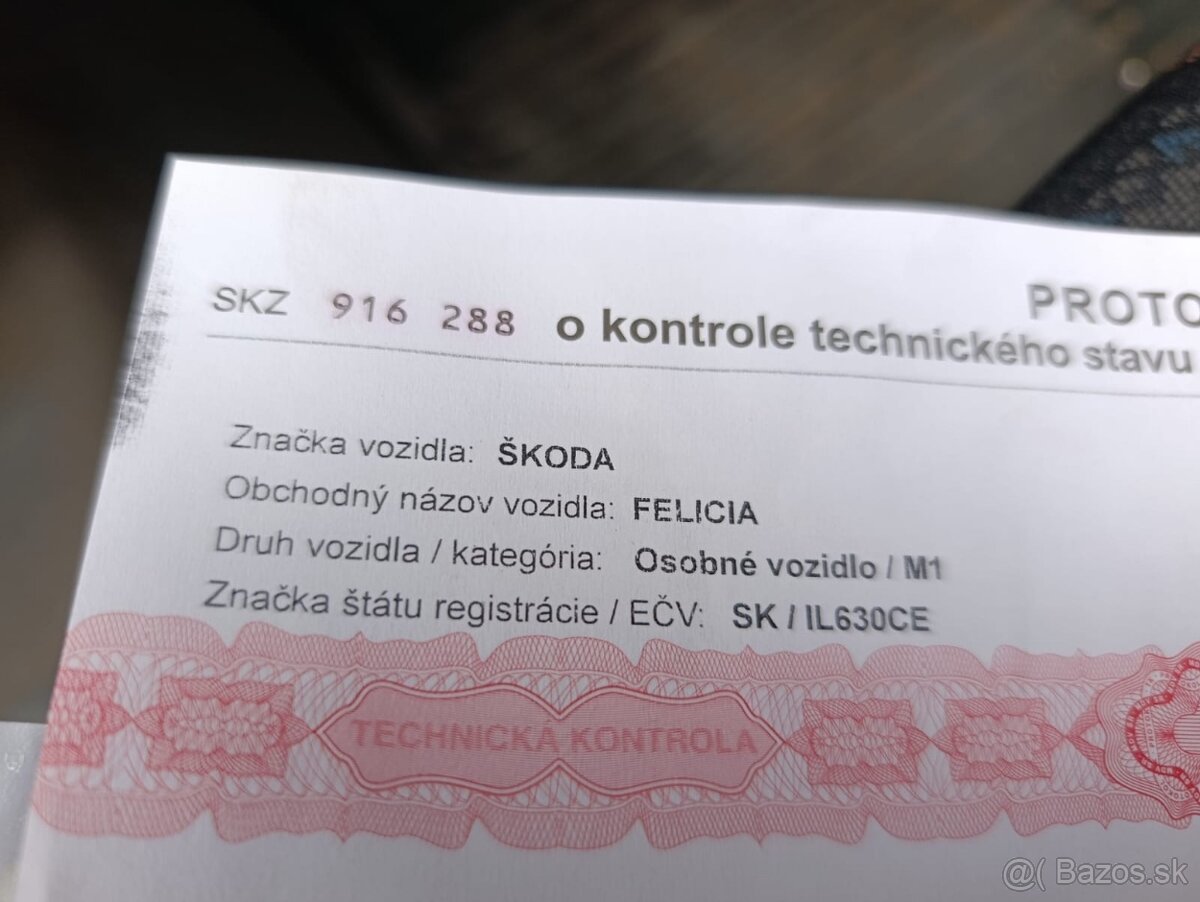 PROTO
SKZ 916 288 o kontrole technického stavu
Značka vozidla: ŠKODA
Obchodný názov vozidla: FELICIA
Druh vozidla / kategória: Osobné vozidlo / M1
Značka štátu registrácie / EČV: SK / IL630CE
TECHNICKÁ KONTROLA
@( Bazos.sk